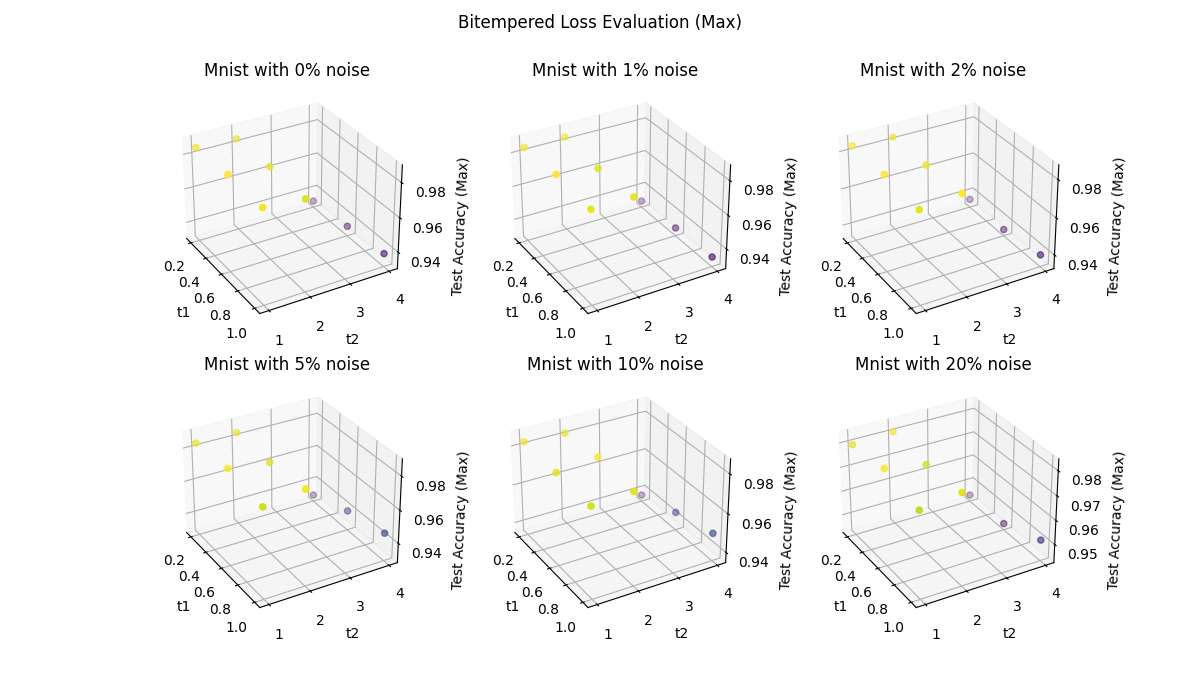 Bitempered Loss Evaluation (Max)
Mnist with 0% noise
0.98
0.96
0.94
Test Accuracy (Max)
0.2
0.4
0.6
0.8
1.0
t1
1
2
3
4
t2
Mnist with 1% noise
0.98
0.96
0.94
Test Accuracy (Max)
0.2
0.4
0.6
0.8
1.0
t1
1
2
3
4
t2
Mnist with 2% noise
0.98
0.96
0.94
Test Accuracy (Max)
0.2
0.4
0.6
0.8
1.0
t1
1
2
3
4
t2
Mnist with 5% noise
0.98
0.96
0.94
Test Accuracy (Max)
0.2
0.4
0.6
0.8
1.0
t1
1
2
3
4
t2
Mnist with 10% noise
0.98
0.96
0.94
Test Accuracy (Max)
0.2
0.4
0.6
0.8
1.0
t1
1
2
3
4
t2
Mnist with 20% noise
0.98
0.97
0.96
0.95
Test Accuracy (Max)
0.2
0.4
0.6
0.8
1.0
t1
1
2
3
4
t2